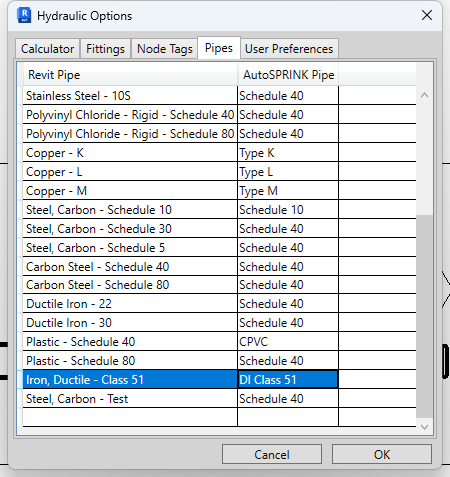 Hydraulic Options
Calculator Fittings Node Tags Pipes User Preferences
Revit Pipe AutoSPRINK Pipe
Stainless Steel - 10S Schedule 40
Polyvinyl Chloride - Rigid - Schedule 40 Schedule 40
Polyvinyl Chloride - Rigid - Schedule 80 Schedule 40
Copper - K Type K
Copper - L Type L
Copper - M Type M
Steel, Carbon - Schedule 10 Schedule 10
Steel, Carbon - Schedule 30 Schedule 40
Steel, Carbon - Schedule 5 Schedule 40
Carbon Steel - Schedule 40 Schedule 40
Carbon Steel - Schedule 80 Schedule 40
Ductile Iron - 22 Schedule 40
Ductile Iron - 30 Schedule 40
Plastic - Schedule 40 CPVC
Plastic - Schedule 80 Schedule 40
Iron, Ductile - Class 51 DI Class 51
Steel, Carbon - Test Schedule 40
Cancel OK